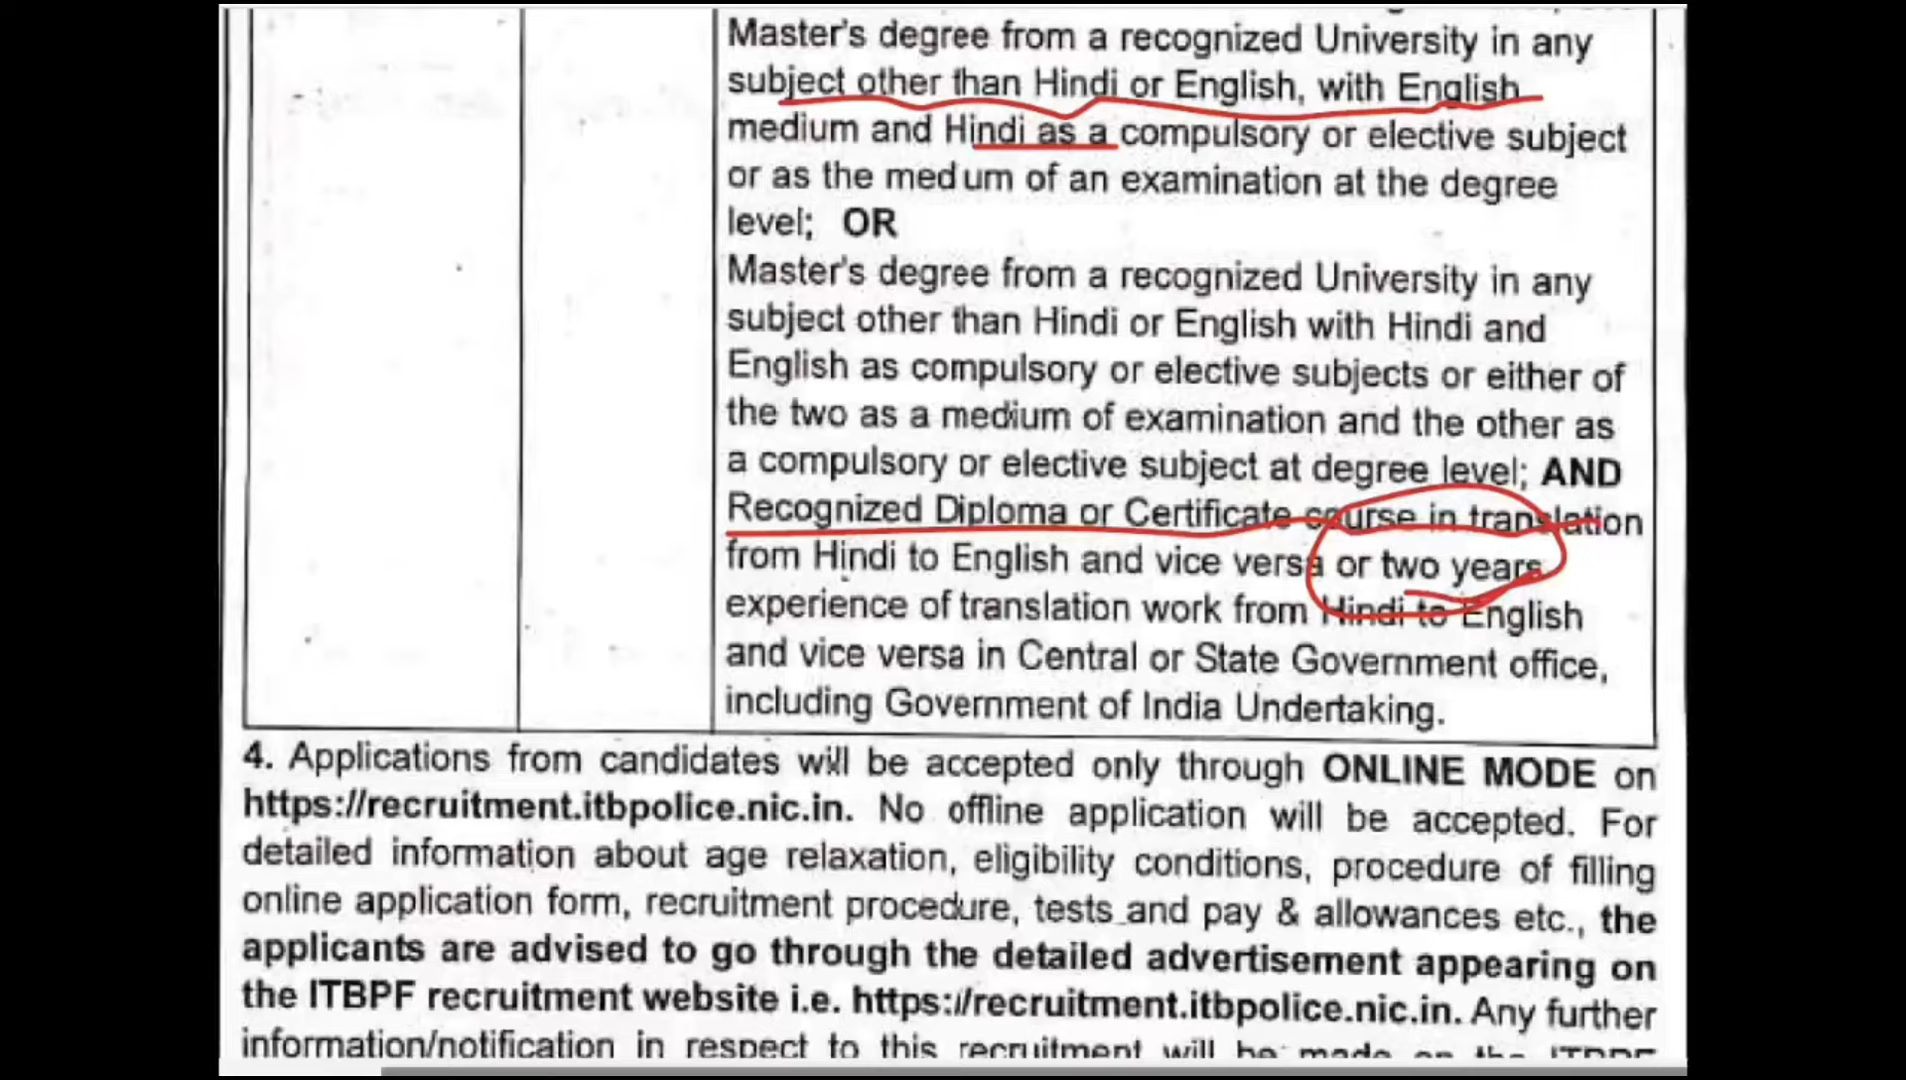 Master's degree from a recognized University in any
subject other than Hindi or English, with English
medium and Hindi as a compulsory or elective subject
or as the med um of an examination at the degree
level; OR
Master's degree from a recognized University in any
subject other than Hindi or English with Hindi and
English as compulsory or elective subjects or either of
the two as a medium of examination and the other as
a compulsory or elective subject at degree level; AND
Recognized Diploma or Certificate course in translation
from Hindi to English and vice versa or two years
experience of translation work from Hindi to English
and vice versa in Central or State Government office,
including Government of India Undertaking.
4. Applications from candidates will be accepted only through ONLINE MODE on
https://recruitment.itbpolice.nic.in. No offline application will be accepted. For
detailed information about age relaxation, eligibility conditions, procedure of filling
online application form, recruitment procedure, tests and pay & allowances etc., the
applicants are advised to go through the detailed advertisement appearing on
the ITBPF recruitment website i.e. https://recruitment.itbpolice.nic.in. Any further
information/notification in respect to this recruitment will be made on the ITBPF